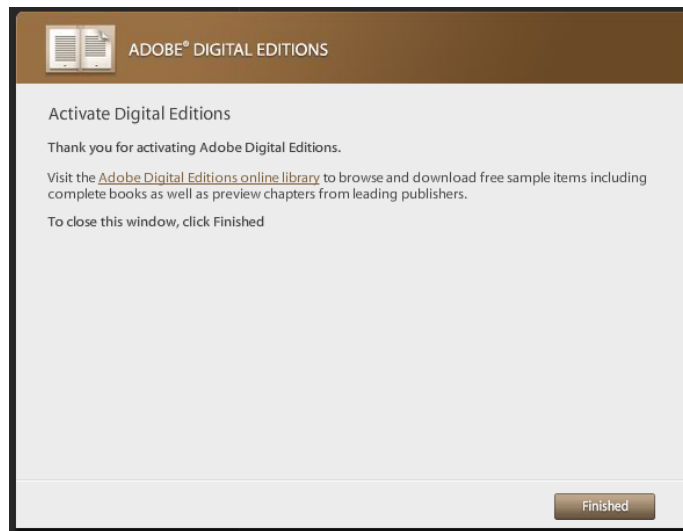 ADOBE® DIGITAL EDITIONS
Activate Digital Editions
Thank you for activating Adobe Digital Editions.
Visit the Adobe Digital Editions online library to browse and download free sample items including
complete books as well as preview chapters from leading publishers.
To close this window, click Finished
Finished